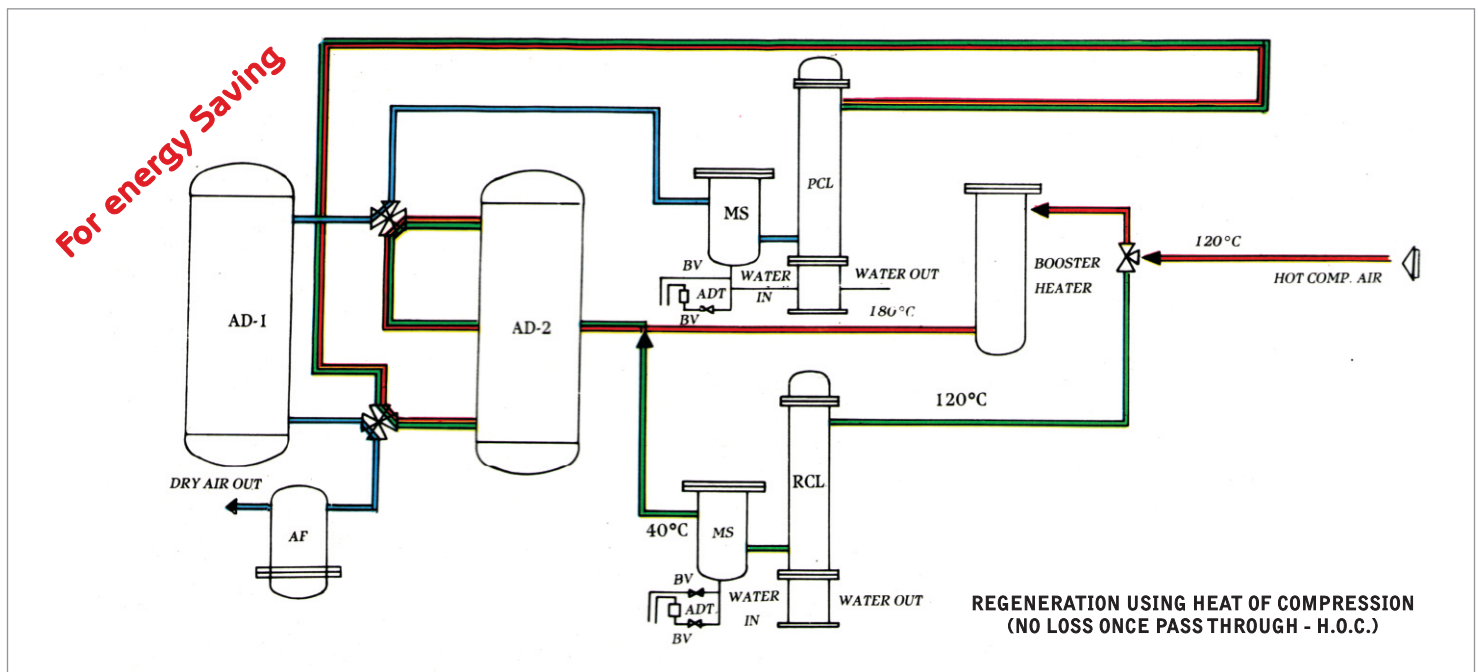 For energy Saving
PCL
MS
AD-1
AD-2
BV
WATER
IN
WATER OUT
ADT
BV
180°C
BOOSTER
HEATER
120°C
HOT COMP. AIR
120°C
DRY AIR OUT
AF
40°C
MS
RCL
BV
ADT.
BV
WATER
IN
WATER OUT
REGENERATION USING HEAT OF COMPRESSION
(NO LOSS ONCE PASS THROUGH - H.O.C.)